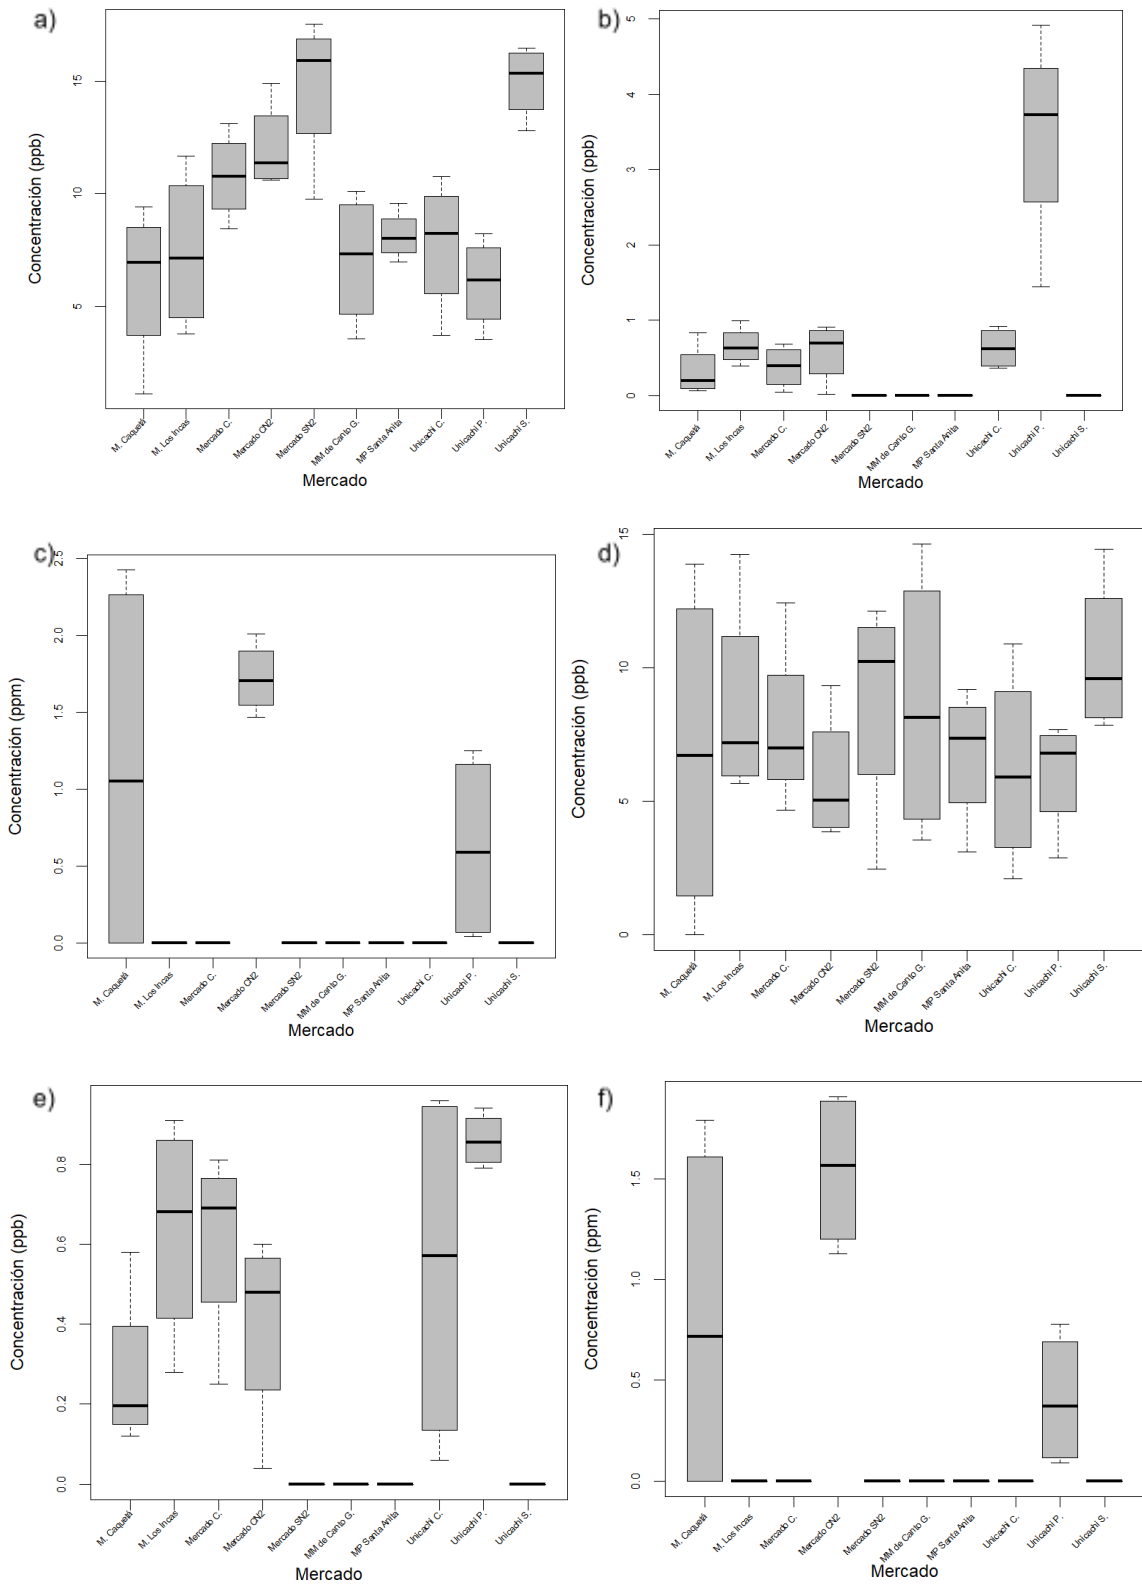 a)
Concentración (ppb)
15
10
5
M. Caquetá
M. Los Incas
Mercado C.
Mercado CN2
Mercado SN2
MM de Canto G.
MP Santa Anita
Unicachi C.
Unicachi P.
Unicachi S.
Mercado
b)
Concentración (ppb)
5
4
3
2
1
0
M. Caquetá
M. Los Incas
Mercado C.
Mercado CN2
Mercado SN2
MM de Canto G.
MP Santa Anita
Unicachi C.
Unicachi P.
Unicachi S.
Mercado
c)
Concentración (ppm)
2.5
2.0
1.5
1.0
0.5
0.0
M. Caquetá
M. Los Incas
Mercado C.
Mercado CN2
Mercado SN2
MM de Canto G.
MP Santa Anita
Unicachi C.
Unicachi P.
Unicachi S.
Mercado
d)
Concentración (ppb)
15
10
5
0
M. Caquetá
M. Los Incas
Mercado C.
Mercado CN2
Mercado SN2
MM de Canto G.
MP Santa Anita
Unicachi C.
Unicachi P.
Unicachi S.
Mercado
e)
Concentración (ppb)
0.8
0.6
0.4
0.2
0.0
M. Caquetá
M. Los Incas
Mercado C.
Mercado CN2
Mercado SN2
MM de Canto G.
MP Santa Anita
Unicachi C.
Unicachi P.
Unicachi S.
Mercado
f)
Concentración (ppm)
1.5
1.0
0.5
0.0
M. Caquetá
M. Los Incas
Mercado C.
Mercado CN2
Mercado SN2
MM de Canto G.
MP Santa Anita
Unicachi C.
Unicachi P.
Unicachi S.
Mercado